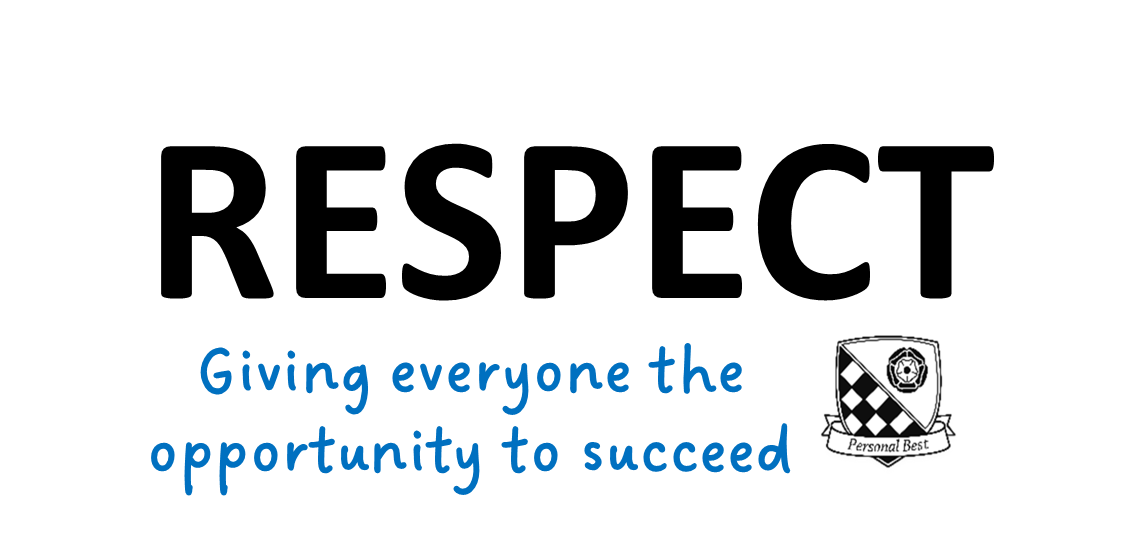 RESPECT
Giving everyone the
opportunity to succeed
Personal Best